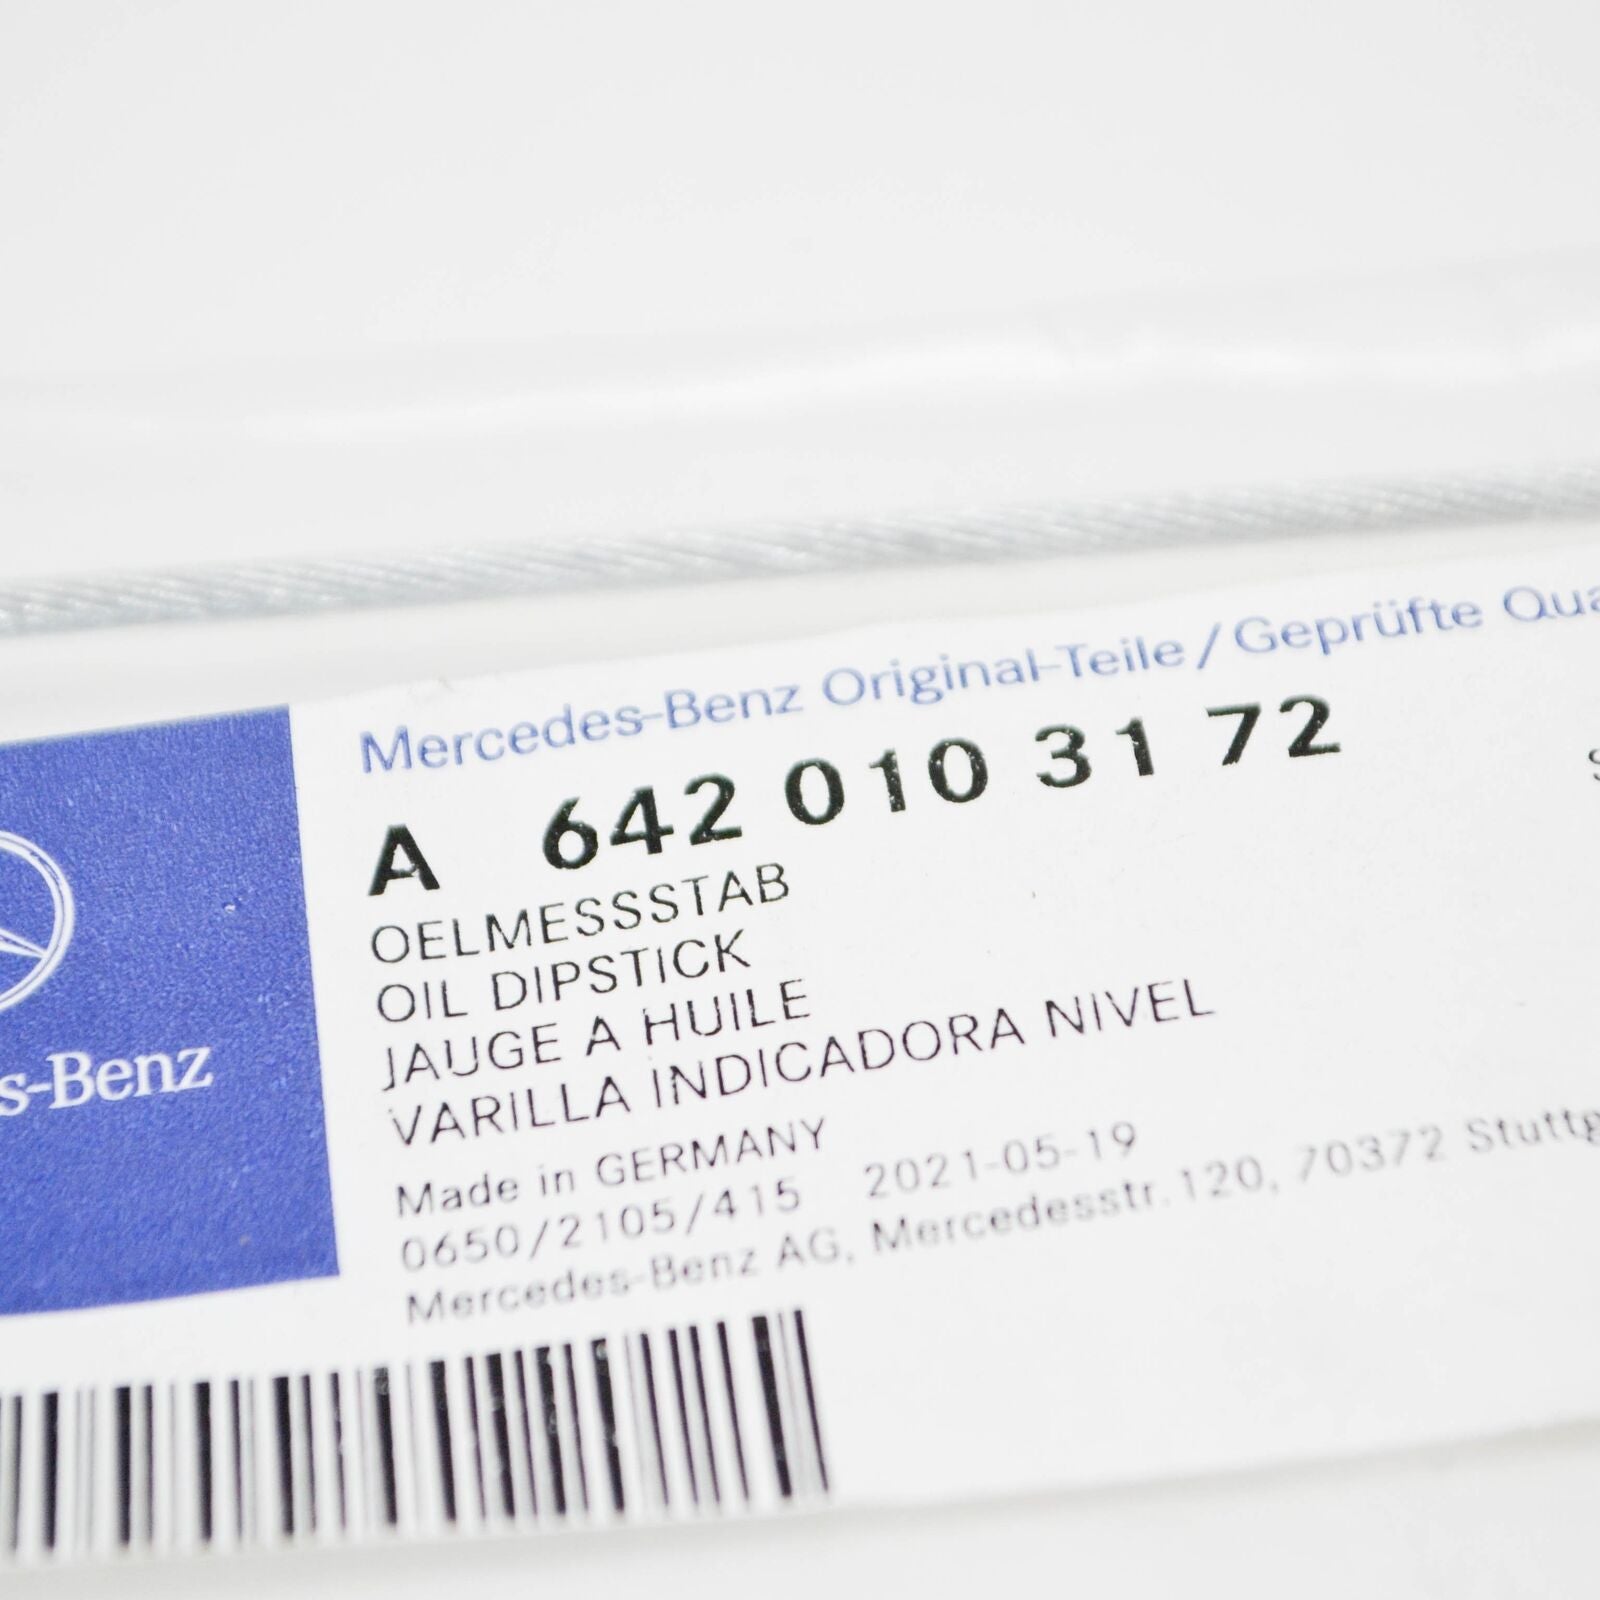 Mercedes-Benz Original-Teile / Geprüfte
A 642 010 31 72
OELMESSSTAB
OIL DIPSTICK
JAUGE A HUILE
VARILLA INDICADORA NIVEL
Made in GERMANY
0650/2105/415 2021-05-19
Mercedes-Benz AG, Mercedesstr. 120, 70372
s-Benz